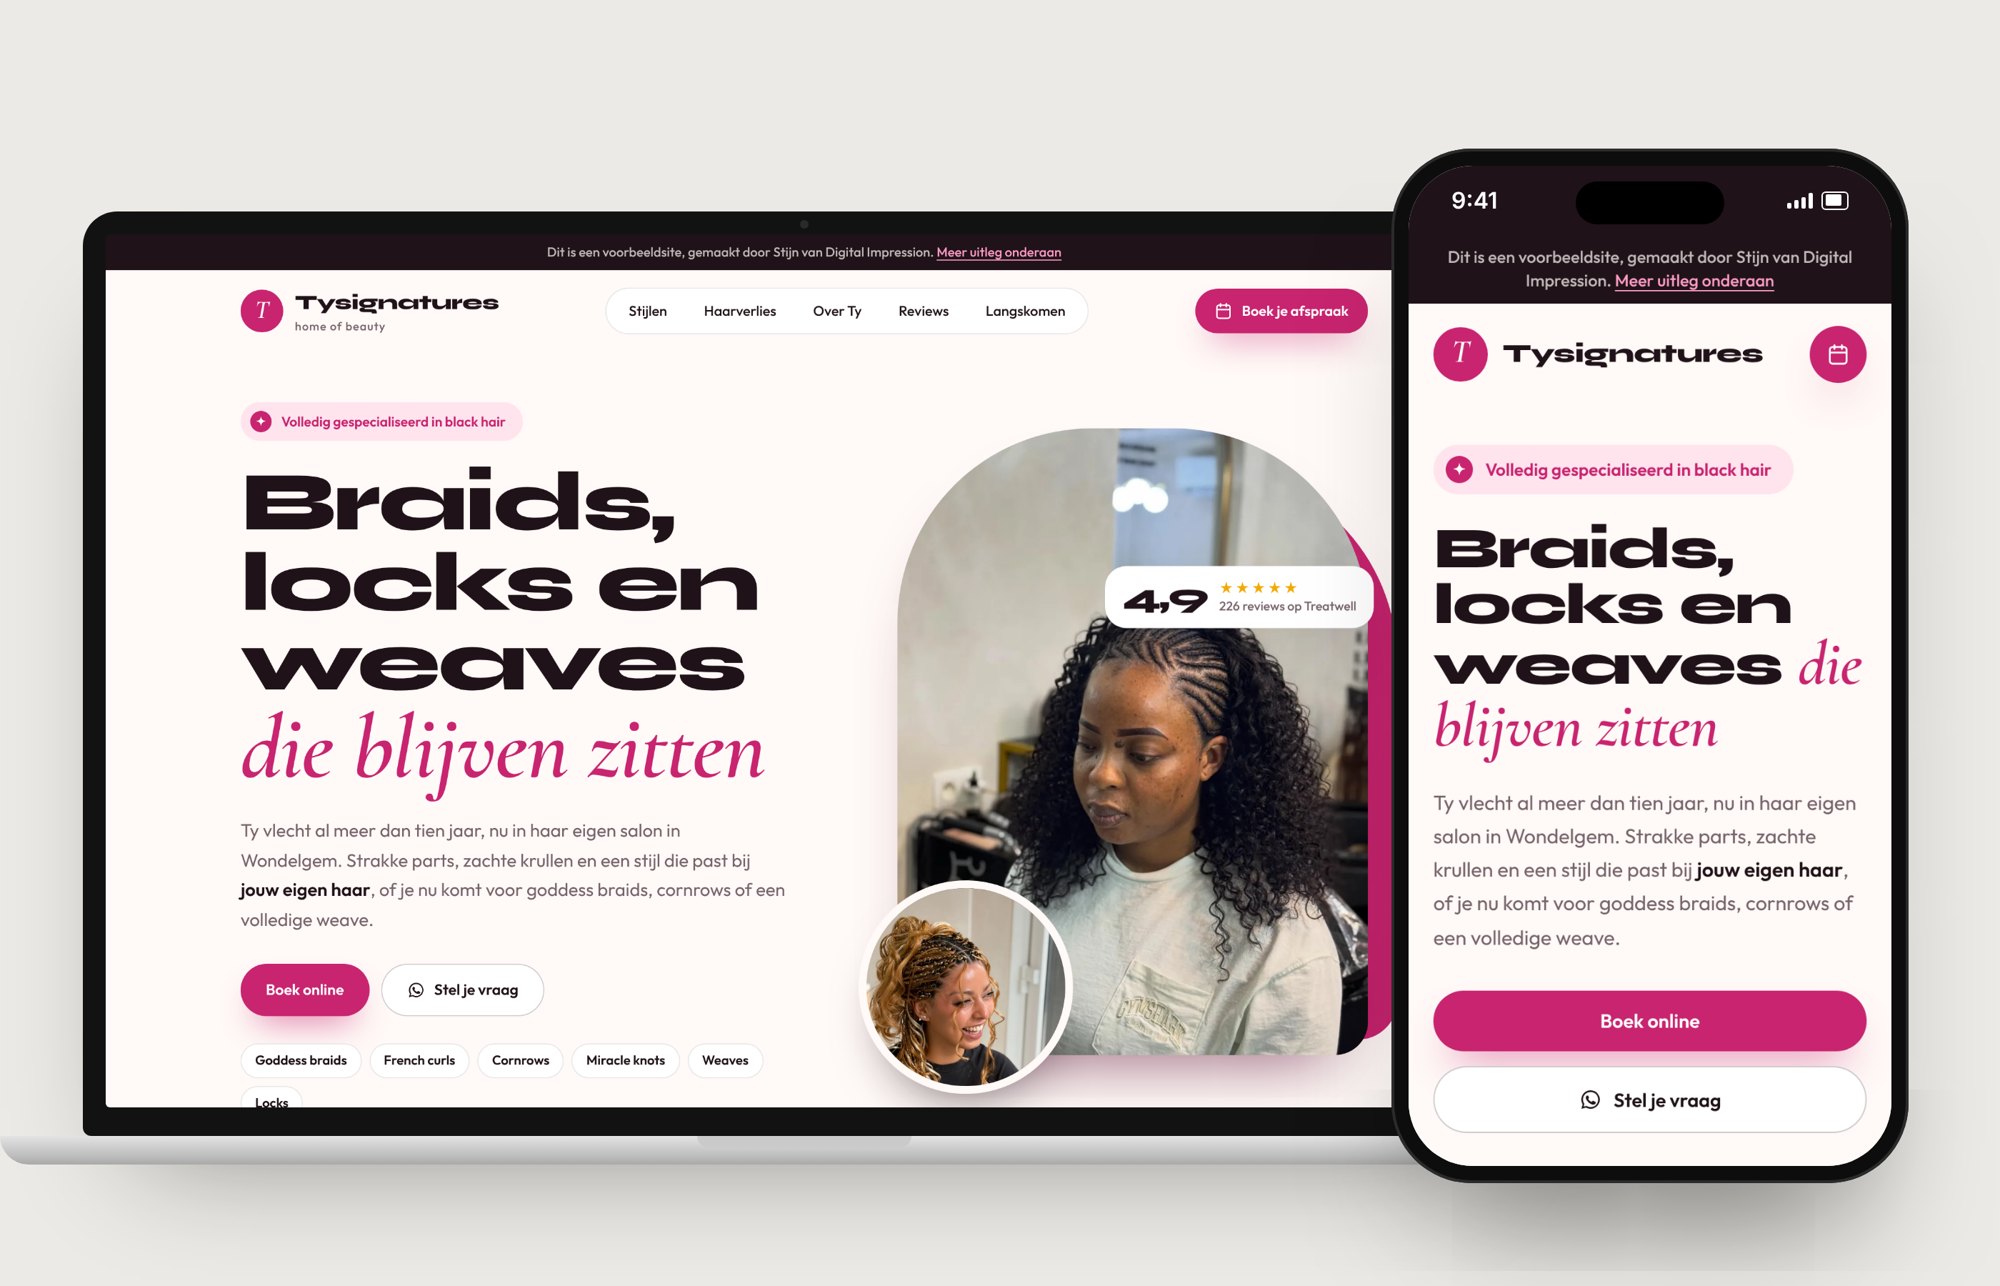 Dit is een voorbeeldsite, gemaakt door Stijn van Digital Impression. Meer uitleg onderaan
T
Tysignatures
home of beauty
Stijlen
Haarverlies
Over Ty
Reviews
Langskomen
Boek je afspraak
Volledig gespecialiseerd in black hair
Braids,
locks en
weaves
die blijven zitten
Ty vlecht al meer dan tien jaar, nu in haar eigen salon in
Wondelgem. Strakke parts, zachte krullen en een stijl die past bij
jouw eigen haar, of je nu komt voor goddess braids, cornrows of een
volledige weave.
Boek online
Stel je vraag
Goddess braids
French curls
Cornrows
Miracle knots
Weaves
Locks
4,9
226 reviews op Treatwell
9:41
Dit is een voorbeeldsite, gemaakt door Stijn van Digital
Impression. Meer uitleg onderaan
T
Tysignatures
Volledig gespecialiseerd in black hair
Braids,
locks en
weaves die
blijven zitten
Ty vlecht al meer dan tien jaar, nu in haar eigen
salon in Wondelgem. Strakke parts, zachte
krullen en een stijl die past bij jouw eigen haar,
of je nu komt voor goddess braids, cornrows of
een volledige weave.
Boek online
Stel je vraag